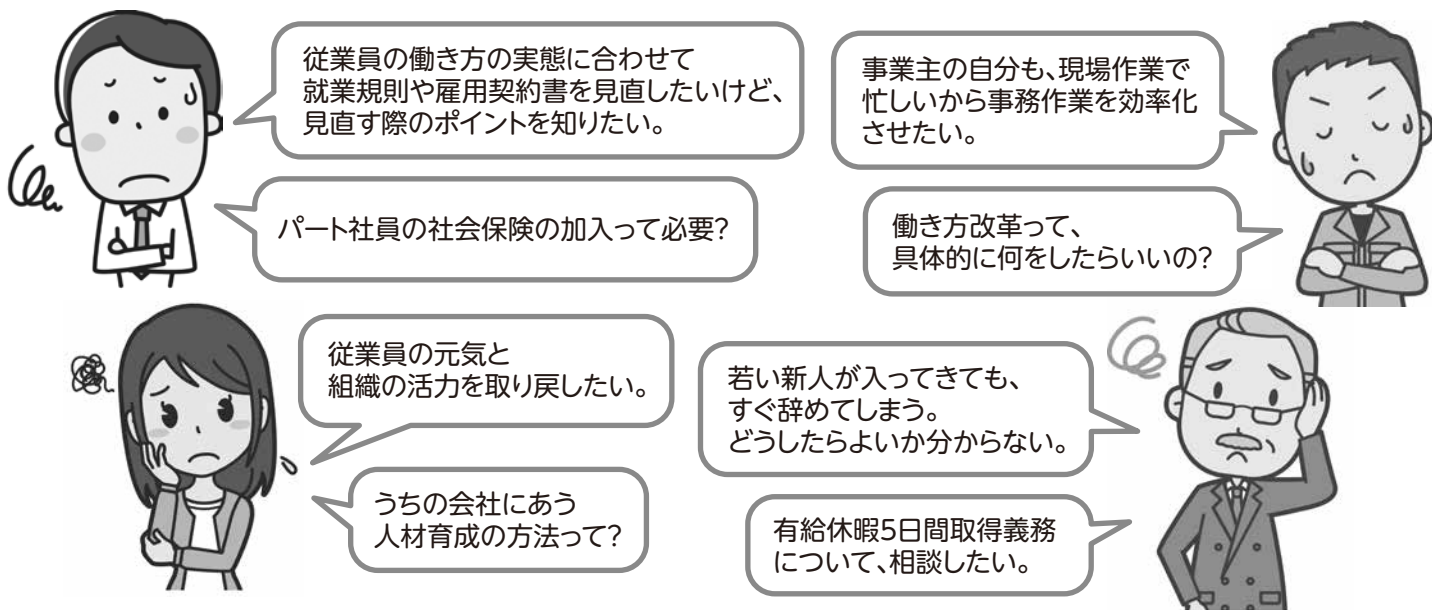 従業員の働き方の実態に合わせて
就業規則や雇用契約書を見直したいけど、
見直す際のポイントを知りたい。
パート社員の社会保険の加入って必要?
事業主の自分も、現場作業で
忙しいから事務作業を効率化
させたい。
働き方改革って、
具体的に何をしたらいいの?
従業員の元気と
組織の活力を取り戻したい。
うちの会社にあう
人材育成の方法って?
若い新人が入ってきても、
すぐ辞めてしまう。
どうしたらよいか分からない。
有給休暇5日間取得義務
について、相談したい。